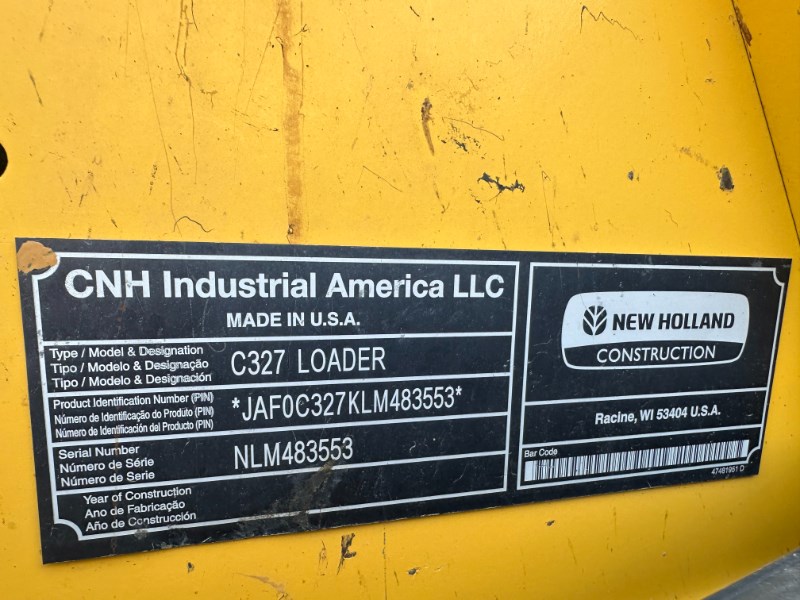 CNH Industrial America LLC
MADE IN U.S.A.
Type / Model & Designation
Tipo / Modelo & Designação
Tipo / Modelo & Designación
C327 LOADER
Product Identification Number (PIN)
Número de Identificação do Produto (PIN)
Número de Identificación del Producto (PIN)
*JAF0C327KLM483553*
Serial Number
Número de Série
Número de Serie
NLM483553
Year of Construction
Ano de Fabricação
Año de Construcción
NEW HOLLAND
CONSTRUCTION
Racine, WI 53404 U.S.A.
Bar Code
47481951 D